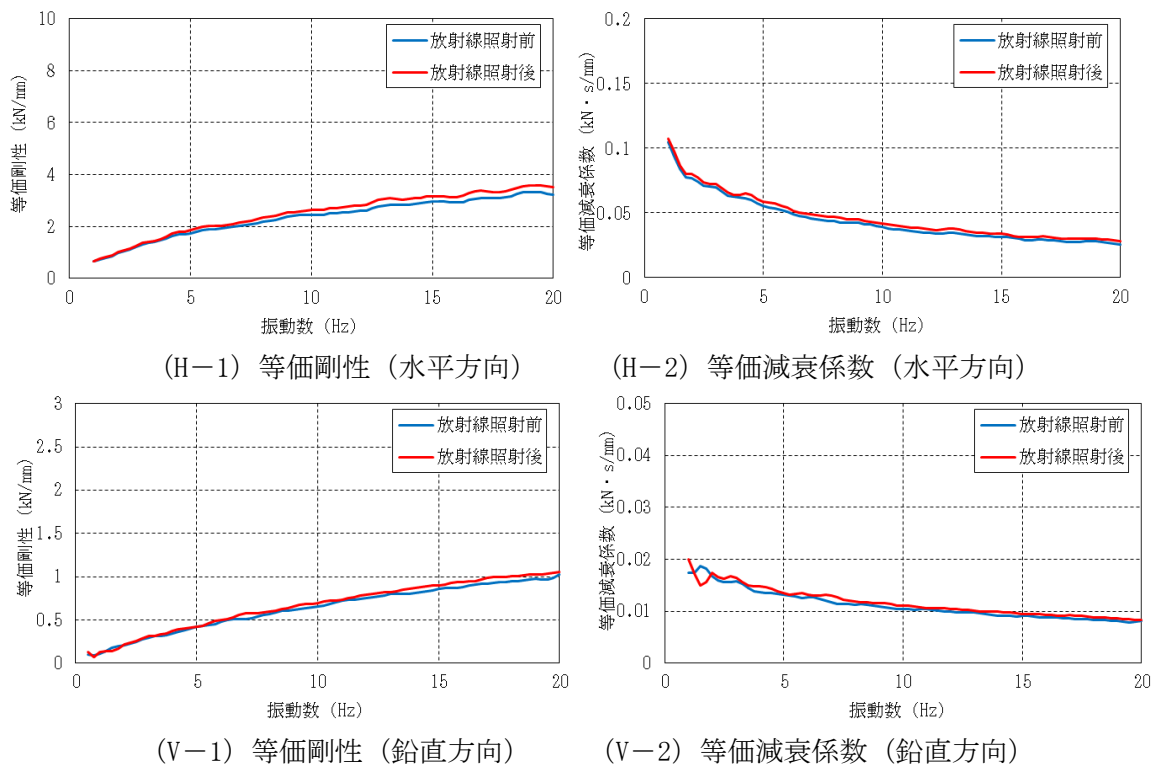 10
8
6
4
2
0
0
5
10
15
20
等価剛性 (kN/mm)
振動数 (Hz)
放射線照射前
放射線照射後
(H－1) 等価剛性（水平方向）
0.2
0.15
0.1
0.05
0
0
5
10
15
20
等価減衰係数 (kN・s/mm)
振動数 (Hz)
放射線照射前
放射線照射後
(H－2) 等価減衰係数（水平方向）
3
2.5
2
1.5
1
0.5
0
0
5
10
15
20
等価剛性 (kN/mm)
振動数 (Hz)
放射線照射前
放射線照射後
(V－1) 等価剛性（鉛直方向）
0.05
0.04
0.03
0.02
0.01
0
0
5
10
15
20
等価減衰係数 (kN・s/mm)
振動数 (Hz)
放射線照射前
放射線照射後
(V－2) 等価減衰係数（鉛直方向）